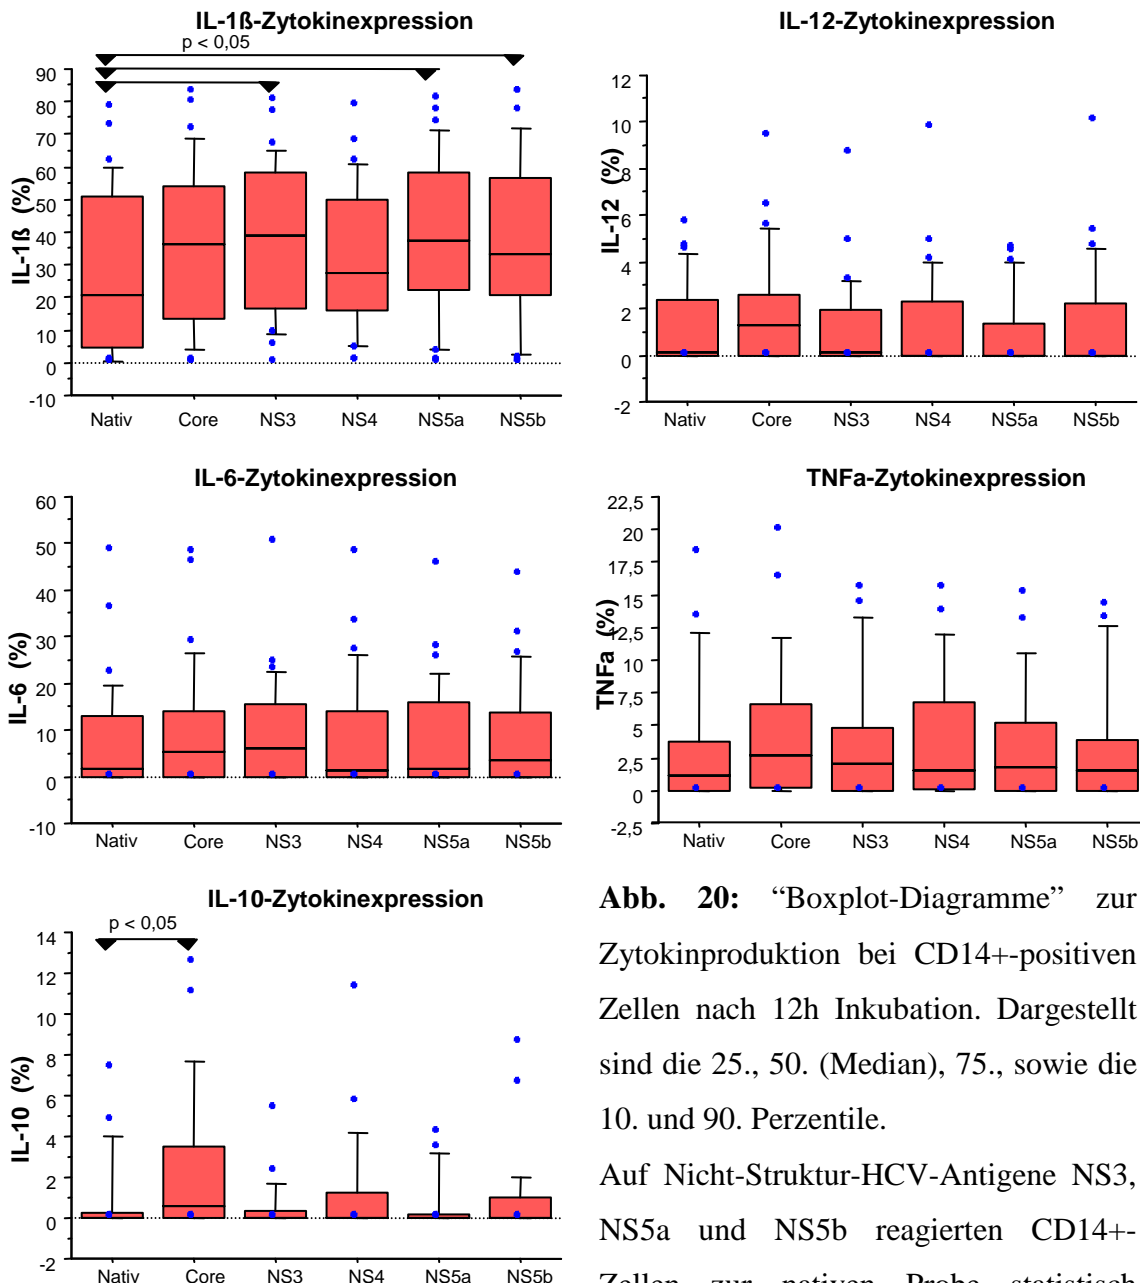 IL-1ß-Zytokinexpression
p < 0,05
IL-1ß (%)
90
80
70
60
50
40
30
20
10
0
-10
Nativ Core NS3 NS4 NS5a NS5b
IL-12-Zytokinexpression
IL-12 (%)
12
10
8
6
4
2
0
-2
Nativ Core NS3 NS4 NS5a NS5b
IL-6-Zytokinexpression
IL-6 (%)
60
50
40
30
20
10
0
-10
Nativ Core NS3 NS4 NS5a NS5b
TNFa-Zytokinexpression
TNFa (%)
22,5
20
17,5
15
12,5
10
7,5
5
2,5
0
-2,5
Nativ Core NS3 NS4 NS5a NS5b
IL-10-Zytokinexpression
p < 0,05
IL-10 (%)
14
12
10
8
6
4
2
0
-2
Nativ Core NS3 NS4 NS5a NS5b
Abb. 20: “Boxplot-Diagramme” zur
Zytokinproduktion bei CD14+-positiven
Zellen nach 12h Inkubation. Dargestellt
sind die 25., 50. (Median), 75., sowie die
10. und 90. Perzentile.
Auf Nicht-Struktur-HCV-Antigene NS3,
NS5a und NS5b reagierten CD14+-
Zellen zur nativen Probe statistisch